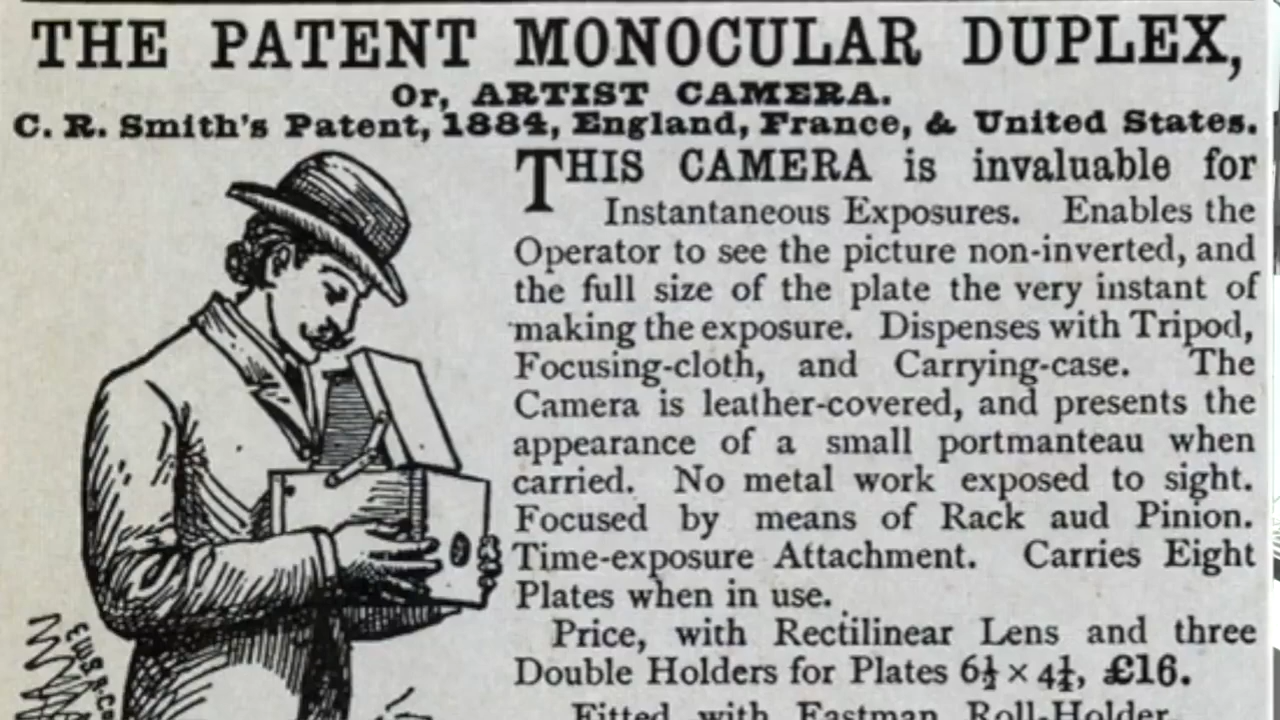 THE PATENT MONOCULAR DUPLEX,
Or, ARTIST CAMERA.
C. R. Smith's Patent, 1884, England, France, & United States.
THIS CAMERA is invaluable for
Instantaneous Exposures. Enables the
Operator to see the picture non-inverted, and
the full size of the plate the very instant of
making the exposure. Dispenses with Tripod,
Focusing-cloth, and Carrying-case. The
Camera is leather-covered, and presents the
appearance of a small portmanteau when
carried. No metal work exposed to sight.
Focused by means of Rack aud Pinion.
Time-exposure Attachment. Carries Eight
Plates when in use.
Price, with Rectilinear Lens and three
Double Holders for Plates 6½ × 4¼, £16.
Fitted with Eastman Roll-Holder